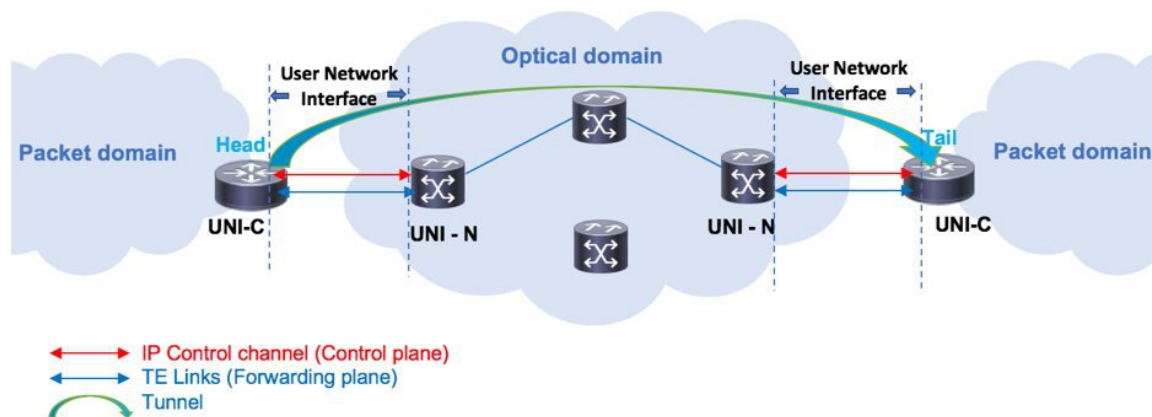 Optical domain
User Network
Interface
User Network
Interface
Packet domain
Head
Tail
Packet domain
UNI-C
UNI - N
UNI - N
UNI-C
IP Control channel (Control plane)
TE Links (Forwarding plane)
Tunnel